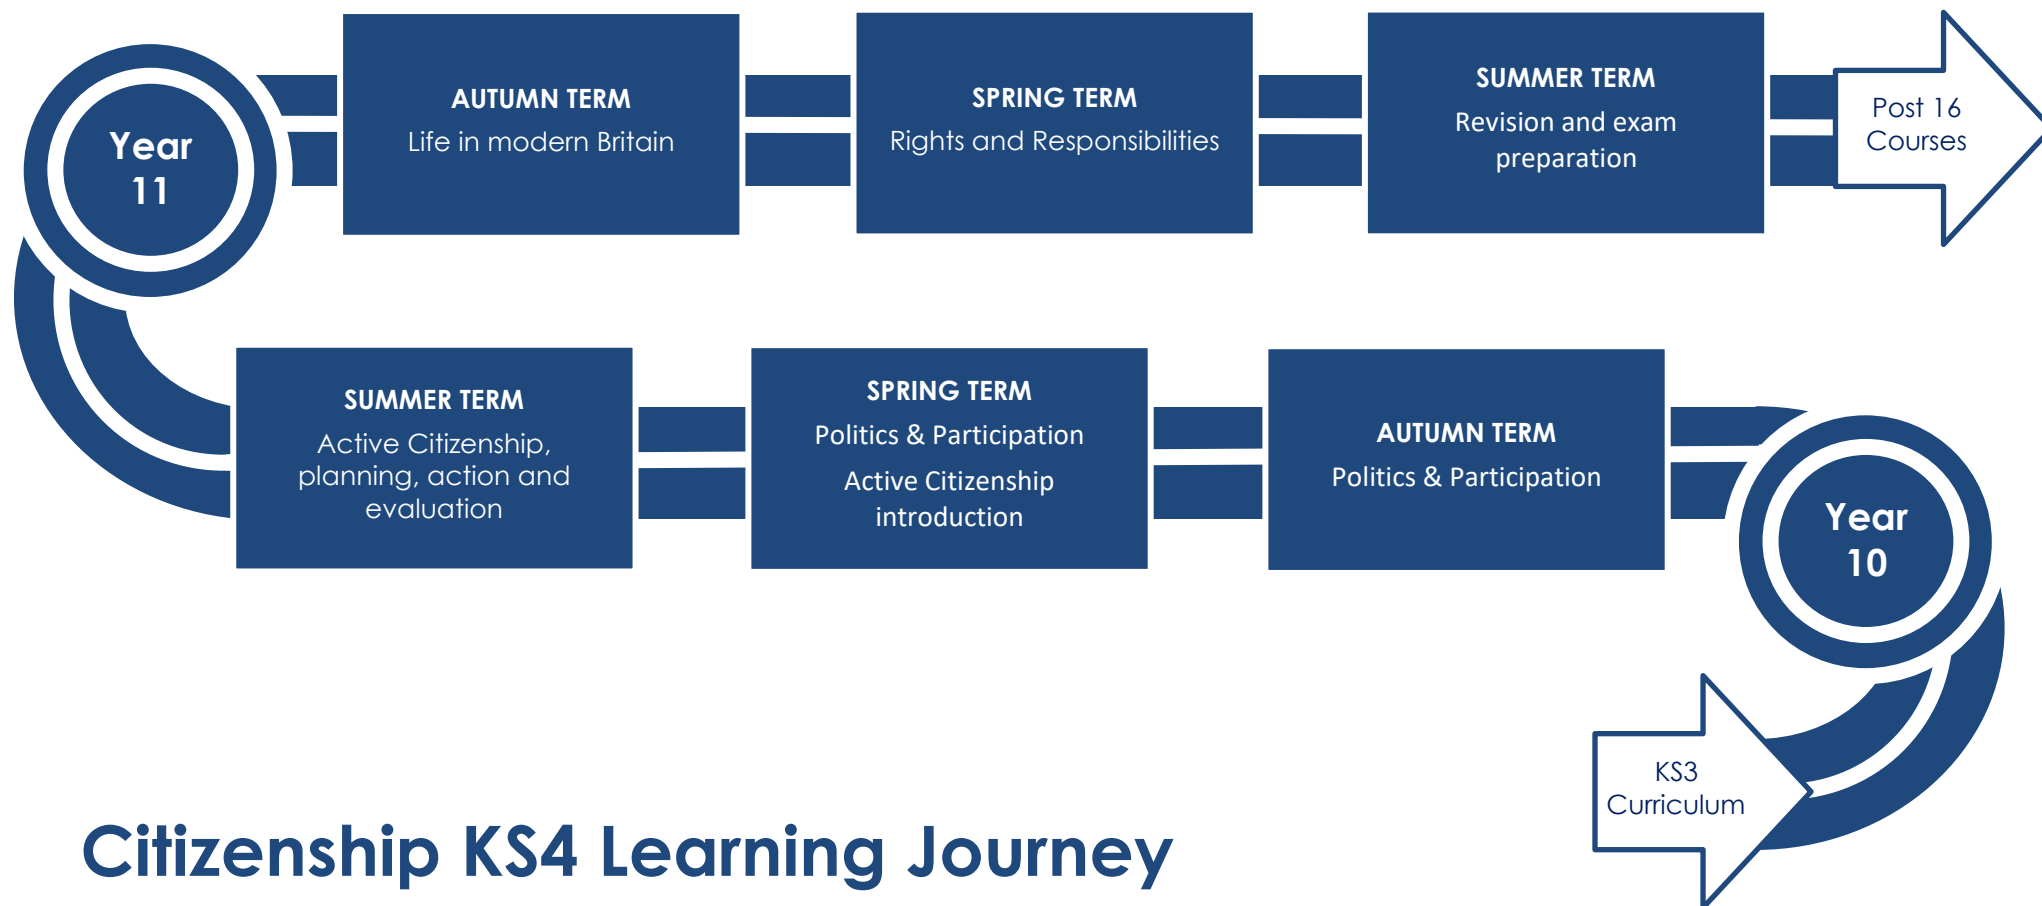 Year
11
AUTUMN TERM
Life in modern Britain
SPRING TERM
Rights and Responsibilities
SUMMER TERM
Revision and exam
preparation
Post 16
Courses
SUMMER TERM
Active Citizenship,
planning, action and
evaluation
SPRING TERM
Politics & Participation
Active Citizenship
introduction
AUTUMN TERM
Politics & Participation
Year
10
KS3
Curriculum
Citizenship KS4 Learning Journey